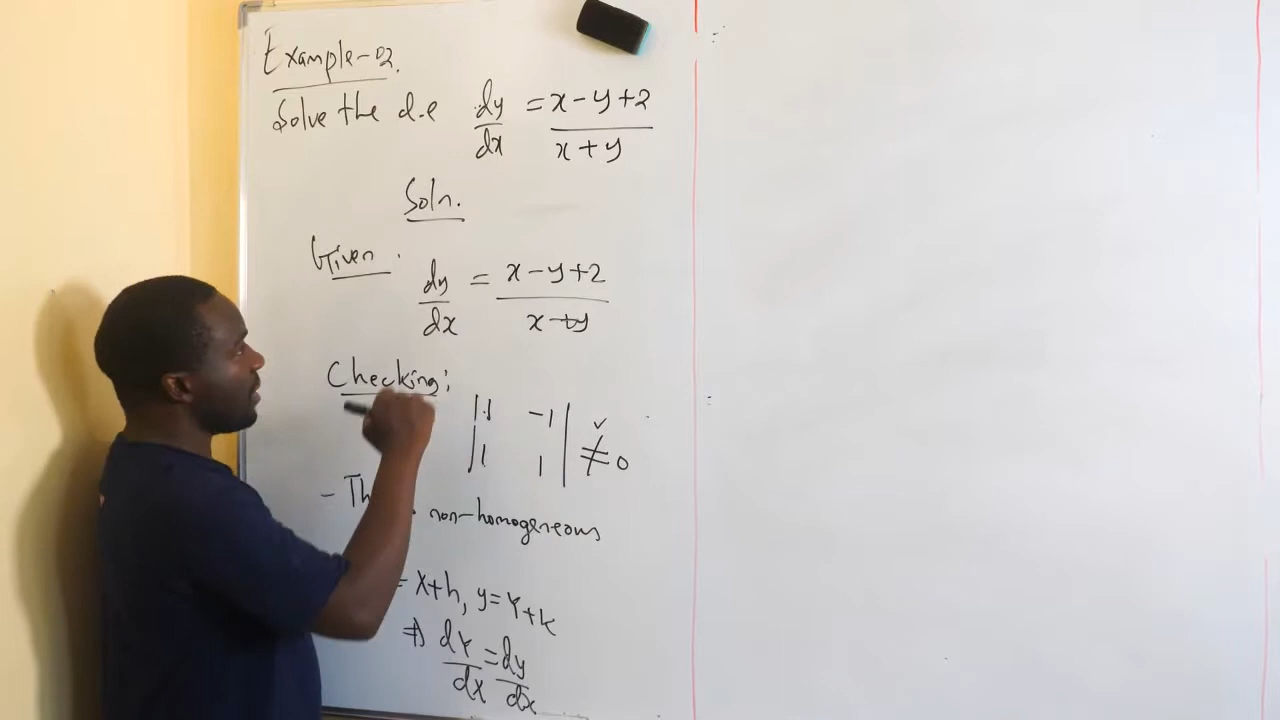 Example-02.
Solve the d.e dy/dx = x-y+2/x+y
Soln.
Given.
dy/dx = x-y+2/x+y
Checking:
|1 -1|
|1 1| ≠ 0 ✓
- non-homogeneous
= X+h, y=Y+k
⇒ dY/dX = dy/dx